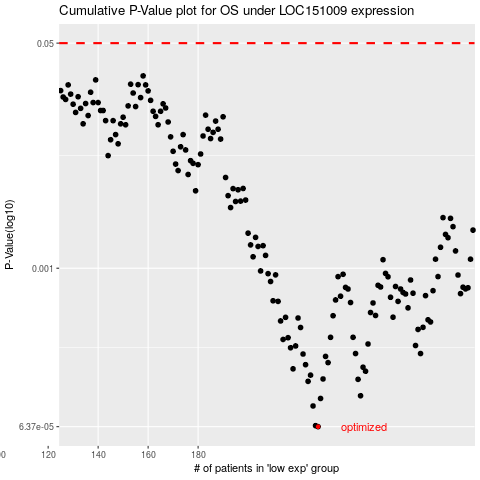 Cumulative P-Value plot for OS under LOC151009 expression
0.05
P-Value(log10)
0.001
6.37e-05
optimized
00 120 140 160 180
# of patients in 'low exp' group